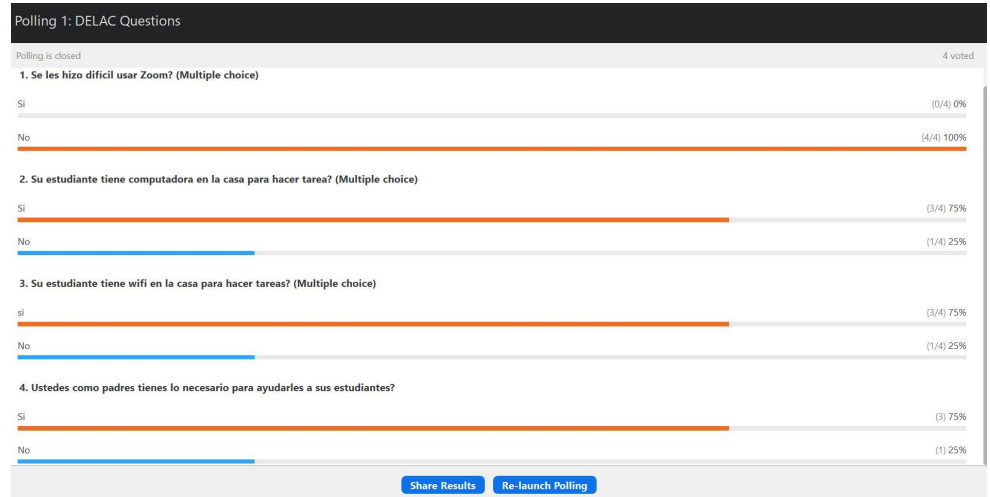 Polling 1: DELAC Questions
Polling is closed 4 voted
1. Se les hizo difícil usar Zoom? (Multiple choice)
Si (0/4) 0%
No (4/4) 100%
2. Su estudiante tiene computadora en la casa para hacer tarea? (Multiple choice)
Si (3/4) 75%
No (1/4) 25%
3. Su estudiante tiene wifi en la casa para hacer tareas? (Multiple choice)
si (3/4) 75%
No (1/4) 25%
4. Ustedes como padres tienes lo necesario para ayudarles a sus estudiantes?
Si (3) 75%
No (1) 25%
Share Results Re-launch Polling